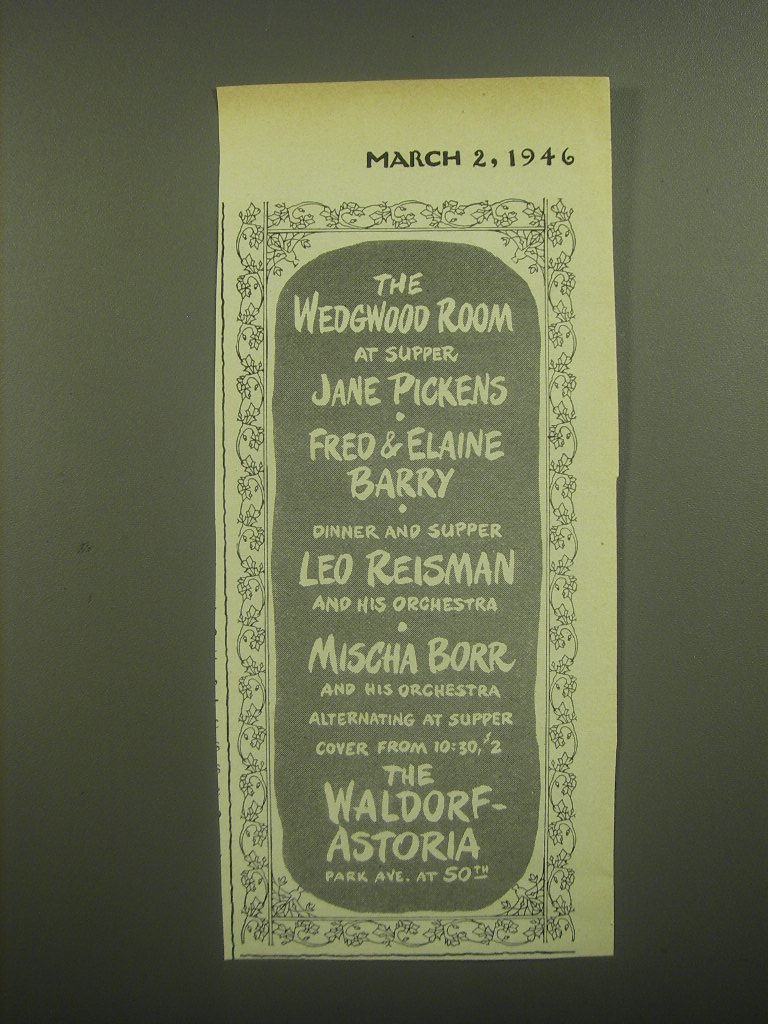 MARCH 2, 1946
THE
WEDGWOOD ROOM
AT SUPPER
JANE PICKENS
•
FRED & ELAINE
BARRY
•
DINNER AND SUPPER
LEO REISMAN
AND HIS ORCHESTRA
•
MISCHA BORR
AND HIS ORCHESTRA
ALTERNATING AT SUPPER
COVER FROM 10:30, $2
THE
WALDORF-
ASTORIA
PARK AVE. AT 50TH